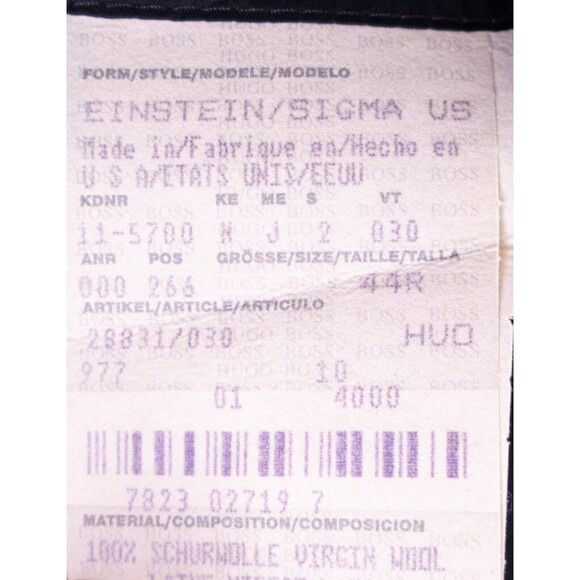 FORM/STYLE/MODELE/MODELO
EINSTEIN/SIGMA US
Made in/Fabrique en/Hecho en
U S A/ETATS UNIS/EEUU
KDNR KE ME S VT
11-5700 N J 2 030
ANR POS GRÖSSE/SIZE/TAILLE/TALLA
000 266 44R
ARTIKEL/ARTICLE/ARTICULO
28831/030 HUO
977 10
01 4000
7823 02719 7
MATERIAL/COMPOSITION/COMPOSICION
100% SCHURWOLLE VIRGIN WOOL